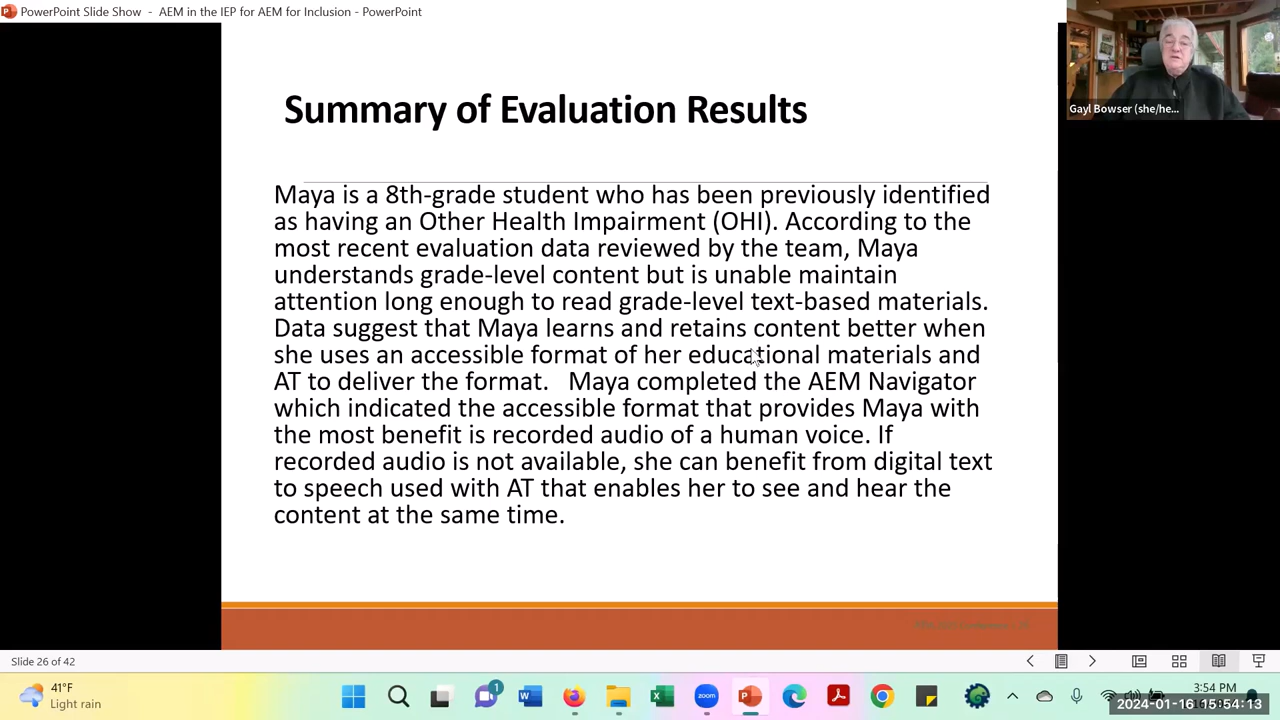 PowerPoint Slide Show - AEM in the IEP for AEM for Inclusion - PowerPoint
Gayl Bowser (she/he...
Summary of Evaluation Results
Maya is a 8th-grade student who has been previously identified
as having an Other Health Impairment (OHI). According to the
most recent evaluation data reviewed by the team, Maya
understands grade-level content but is unable maintain
attention long enough to read grade-level text-based materials.
Data suggest that Maya learns and retains content better when
she uses an accessible format of her educational materials and
AT to deliver the format.   Maya completed the AEM Navigator
which indicated the accessible format that provides Maya with
the most benefit is recorded audio of a human voice. If
recorded audio is not available, she can benefit from digital text
to speech used with AT that enables her to see and hear the
content at the same time.
Slide 26 of 42
41°F
Light rain
1
zoom
3:54 PM
2024-01-16 15:54:13